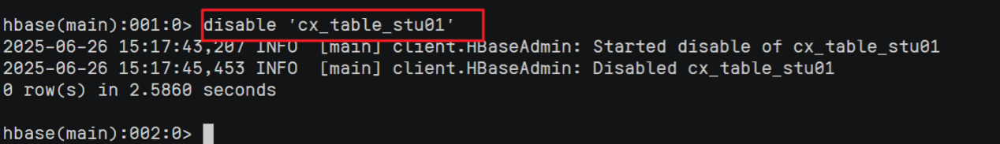 hbase(main):001:0> disable 'cx_table_stu01'
2025-06-26 15:17:43,207 INFO  [main] client.HBaseAdmin: Started disable of cx_table_stu01
2025-06-26 15:17:45,453 INFO  [main] client.HBaseAdmin: Disabled cx_table_stu01
0 row(s) in 2.5860 seconds
hbase(main):002:0>